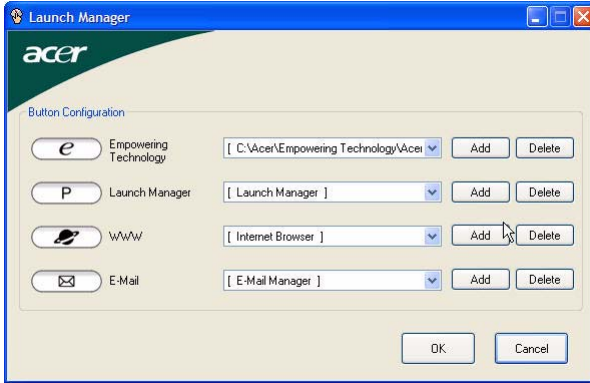 Launch Manager
acer
Button Configuration
e Empowering Technology [ C:\Acer\Empowering Technology\Acer Add Delete
P Launch Manager [ Launch Manager ] Add Delete
WWW [ Internet Browser ] Add Delete
E-Mail [ E-Mail Manager ] Add Delete
OK Cancel